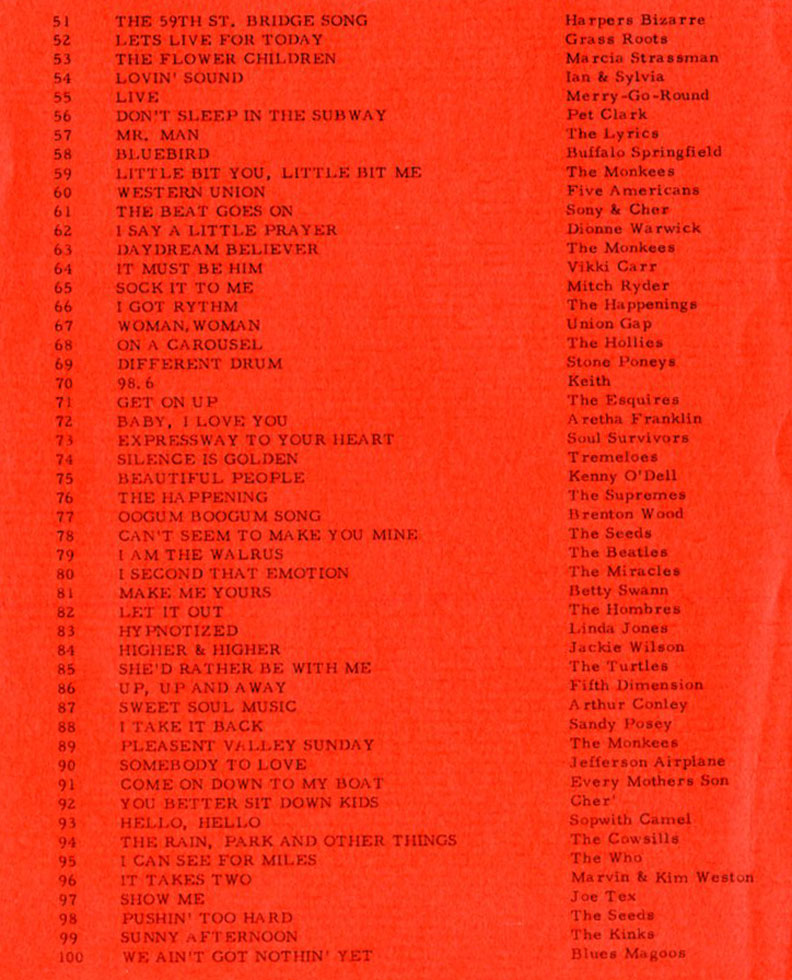 51 THE 59TH ST. BRIDGE SONG Harpers Bizarre
52 LETS LIVE FOR TODAY Grass Roots
53 THE FLOWER CHILDREN Marcia Strassman
54 LOVIN' SOUND Ian & Sylvia
55 LIVE Merry-Go-Round
56 DON'T SLEEP IN THE SUBWAY Pet Clark
57 MR. MAN The Lyrics
58 BLUEBIRD Buffalo Springfield
59 LITTLE BIT YOU, LITTLE BIT ME The Monkees
60 WESTERN UNION Five Americans
61 THE BEAT GOES ON Sony & Cher
62 I SAY A LITTLE PRAYER Dionne Warwick
63 DAYDREAM BELIEVER The Monkees
64 IT MUST BE HIM Vikki Carr
65 SOCK IT TO ME Mitch Ryder
66 I GOT RYTHM The Happenings
67 WOMAN, WOMAN Union Gap
68 ON A CAROUSEL The Hollies
69 DIFFERENT DRUM Stone Poneys
70 98.6 Keith
71 GET ON UP The Esquires
72 BABY, I LOVE YOU Aretha Franklin
73 EXPRESSWAY TO YOUR HEART Soul Survivors
74 SILENCE IS GOLDEN Tremeloes
75 BEAUTIFUL PEOPLE Kenny O'Dell
76 THE HAPPENING The Supremes
77 OOGUM BOOGUM SONG Brenton Wood
78 CAN'T SEEM TO MAKE YOU MINE The Seeds
79 I AM THE WALRUS The Beatles
80 I SECOND THAT EMOTION The Miracles
81 MAKE ME YOURS Betty Swann
82 LET IT OUT The Hombres
83 HYPNOTIZED Linda Jones
84 HIGHER & HIGHER Jackie Wilson
85 SHE'D RATHER BE WITH ME The Turtles
86 UP, UP AND AWAY Fifth Dimension
87 SWEET SOUL MUSIC Arthur Conley
88 I TAKE IT BACK Sandy Posey
89 PLEASENT VALLEY SUNDAY The Monkees
90 SOMEBODY TO LOVE Jefferson Airplane
91 COME ON DOWN TO MY BOAT Every Mothers Son
92 YOU BETTER SIT DOWN KIDS Cher'
93 HELLO, HELLO Sopwith Camel
94 THE RAIN, PARK AND OTHER THINGS The Cowsills
95 I CAN SEE FOR MILES The Who
96 IT TAKES TWO Marvin & Kim Weston
97 SHOW ME Joe Tex
98 PUSHIN' TOO HARD The Seeds
99 SUNNY AFTERNOON The Kinks
100 WE AIN'T GOT NOTHIN' YET Blues Magoos